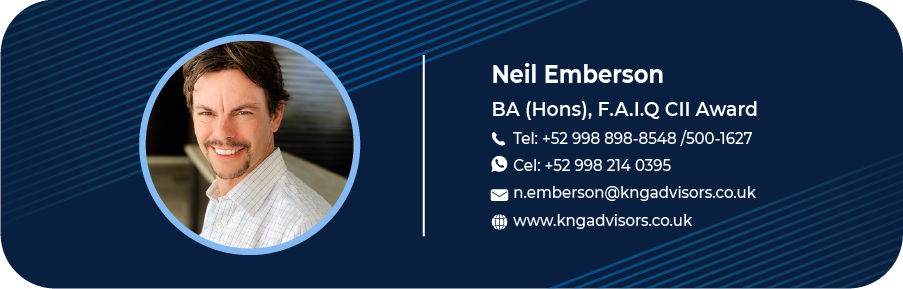 Neil Emberson
BA (Hons), F.A.I.Q CII Award
Tel: +52 998 898-8548 /500-1627
Cel: +52 998 214 0395
n.emberson@kngadvisors.co.uk
www.kngadvisors.co.uk